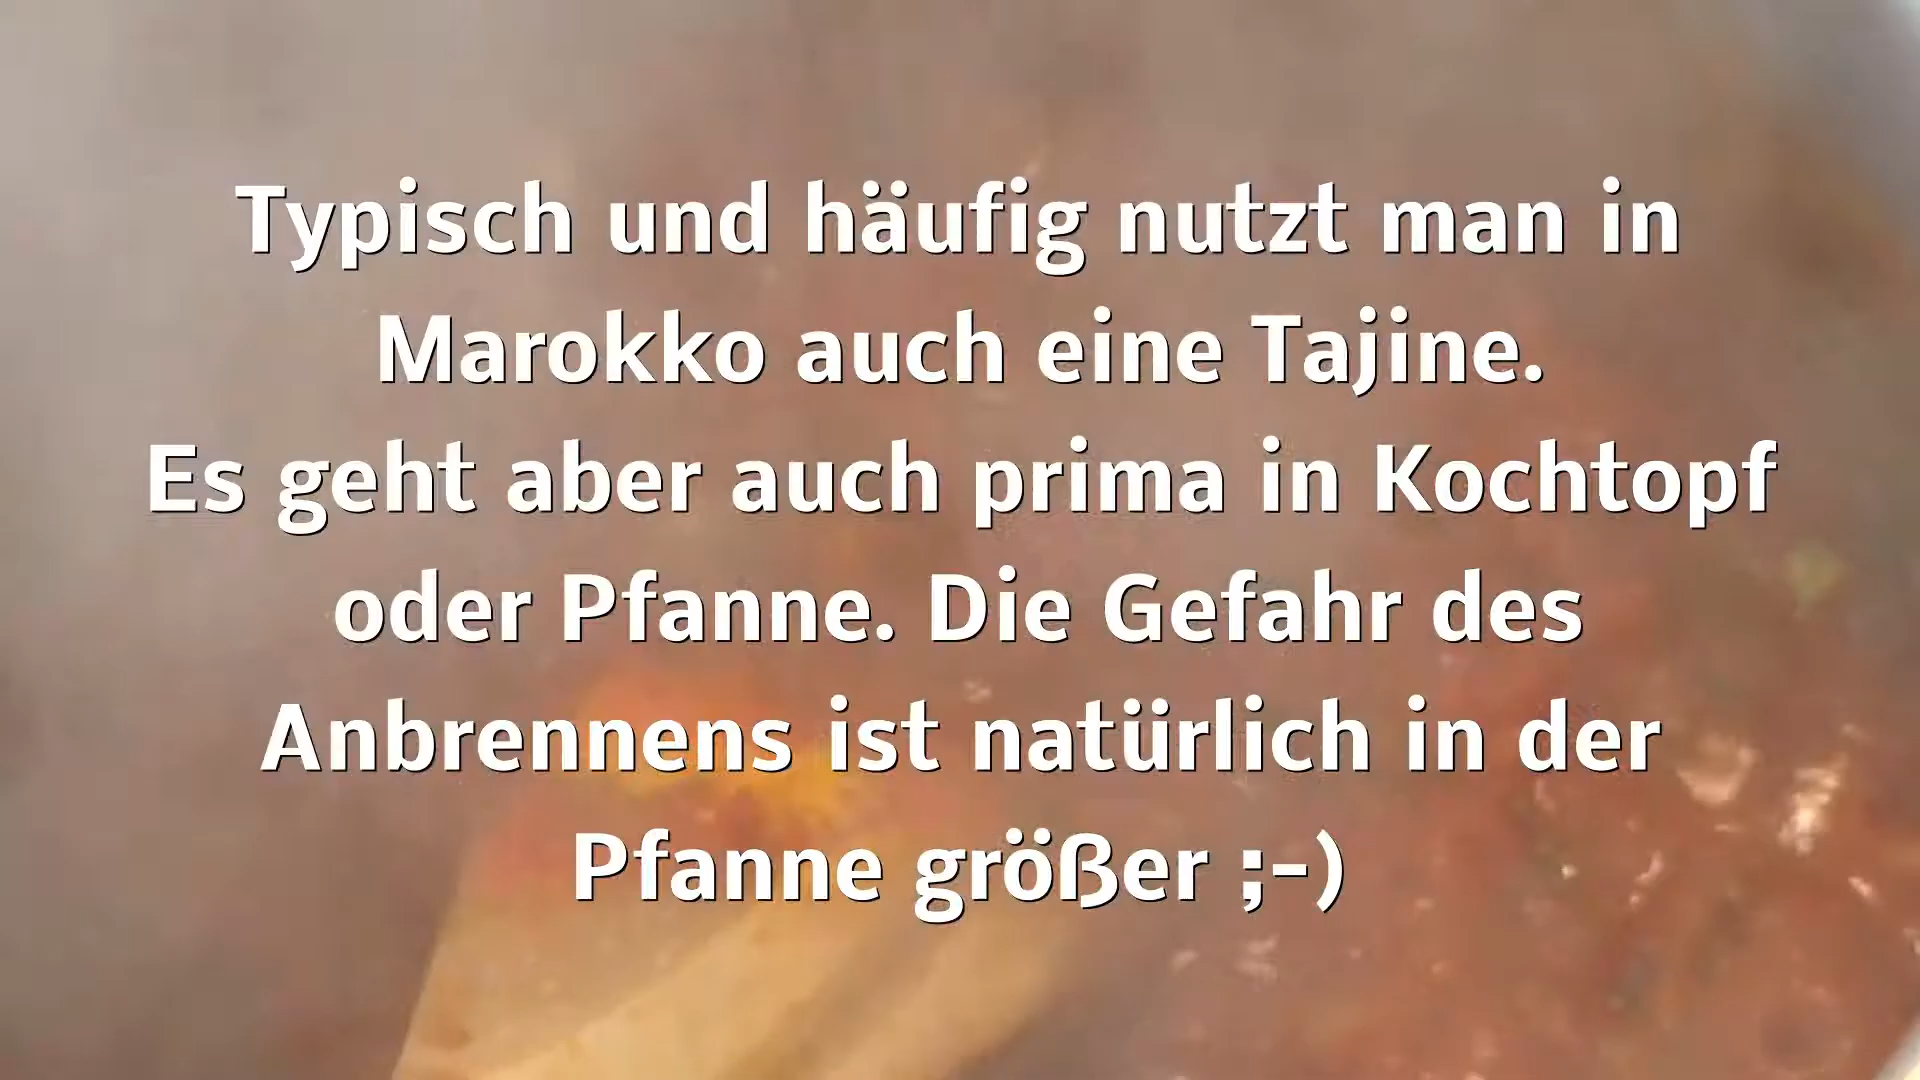 Typisch und häufig nutzt man in
Marokko auch eine Tajine.
Es geht aber auch prima in Kochtopf
oder Pfanne. Die Gefahr des
Anbrennens ist natürlich in der
Pfanne größer ;-)